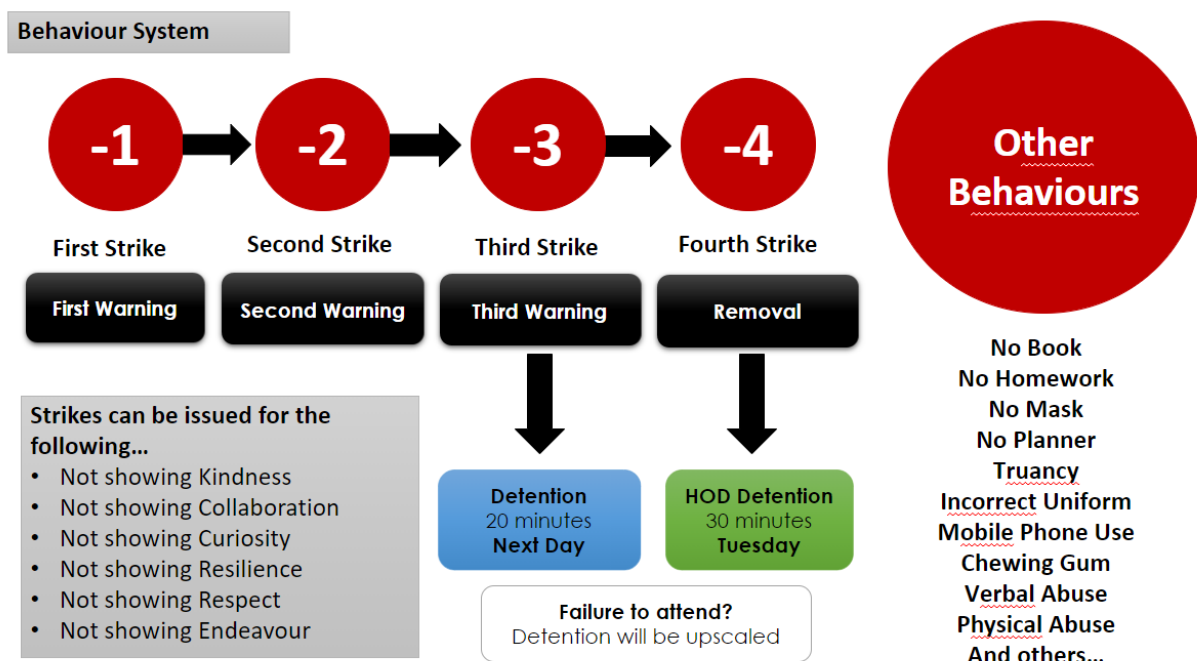 Behaviour System
-1
-2
-3
-4
First Strike
Second Strike
Third Strike
Fourth Strike
First Warning
Second Warning
Third Warning
Removal
Strikes can be issued for the
following...
• Not showing Kindness
• Not showing Collaboration
• Not showing Curiosity
• Not showing Resilience
• Not showing Respect
• Not showing Endeavour
Detention
20 minutes
Next Day
HOD Detention
30 minutes
Tuesday
Failure to attend?
Detention will be upscaled
Other
Behaviours
No Book
No Homework
No Mask
No Planner
Truancy
Incorrect Uniform
Mobile Phone Use
Chewing Gum
Verbal Abuse
Physical Abuse
And others...